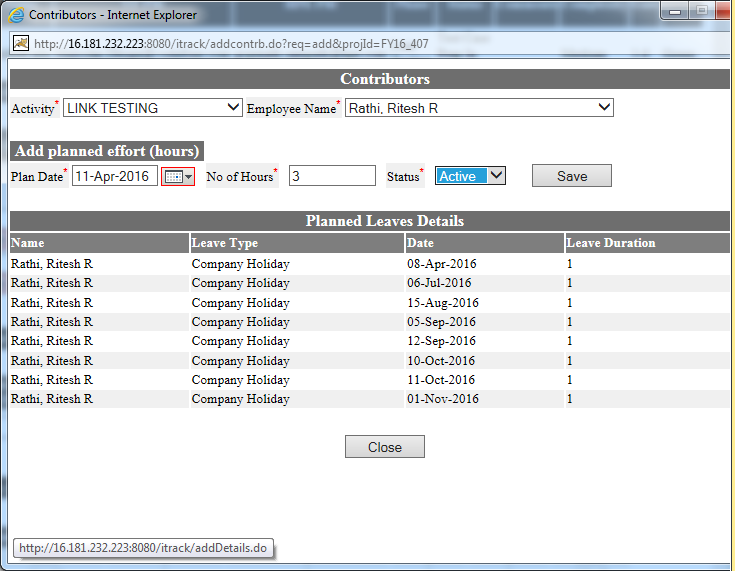 Contributors - Internet Explorer
http://16.181.232.223:8080/itrack/addcontrb.do?req=add&projId=FY16_407
Contributors
Activity* LINK TESTING Employee Name* Rathi, Ritesh R
Add planned effort (hours)
Plan Date* 11-Apr-2016 No of Hours* 3 Status* Active Save
Planned Leaves Details
Name Leave Type Date Leave Duration
Rathi, Ritesh R Company Holiday 08-Apr-2016 1
Rathi, Ritesh R Company Holiday 06-Jul-2016 1
Rathi, Ritesh R Company Holiday 15-Aug-2016 1
Rathi, Ritesh R Company Holiday 05-Sep-2016 1
Rathi, Ritesh R Company Holiday 12-Sep-2016 1
Rathi, Ritesh R Company Holiday 10-Oct-2016 1
Rathi, Ritesh R Company Holiday 11-Oct-2016 1
Rathi, Ritesh R Company Holiday 01-Nov-2016 1
Close
http://16.181.232.223:8080/itrack/addDetails.do